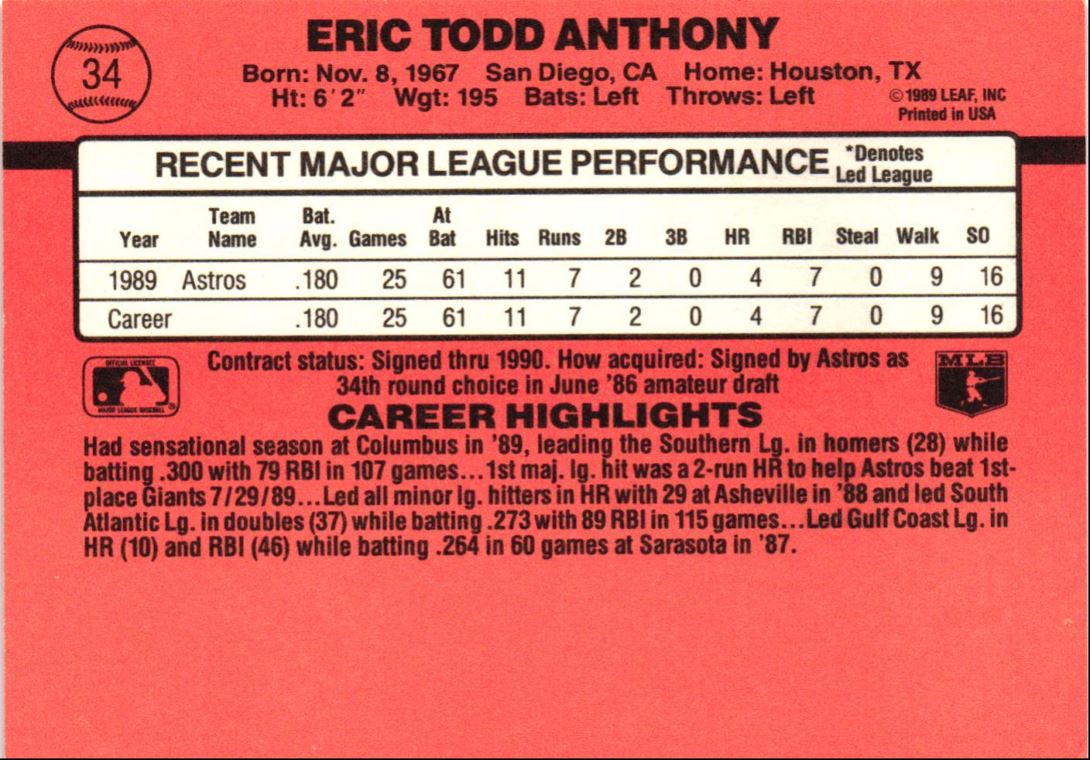 ERIC TODD ANTHONY
34
Born: Nov. 8, 1967 San Diego, CA Home: Houston, TX
Ht: 6'2" Wgt: 195 Bats: Left Throws: Left
©1989 LEAF, INC
Printed in USA
RECENT MAJOR LEAGUE PERFORMANCE *Denotes Led League
Year Team Name Bat. Avg. Games At Bat Hits Runs 2B 3B HR RBI Steal Walk SO
1989 Astros .180 25 61 11 7 2 0 4 7 0 9 16
Career .180 25 61 11 7 2 0 4 7 0 9 16
OFFICIAL LICENSEE
MAJOR LEAGUE BASEBALL ®
Contract status: Signed thru 1990. How acquired: Signed by Astros as
34th round choice in June '86 amateur draft
MLB
CAREER HIGHLIGHTS
Had sensational season at Columbus in '89, leading the Southern Lg. in homers (28) while
batting .300 with 79 RBI in 107 games...1st maj. lg. hit was a 2-run HR to help Astros beat 1st-
place Giants 7/29/89...Led all minor lg. hitters in HR with 29 at Asheville in '88 and led South
Atlantic Lg. in doubles (37) while batting .273 with 89 RBI in 115 games...Led Gulf Coast Lg. in
HR (10) and RBI (46) while batting .264 in 60 games at Sarasota in '87.